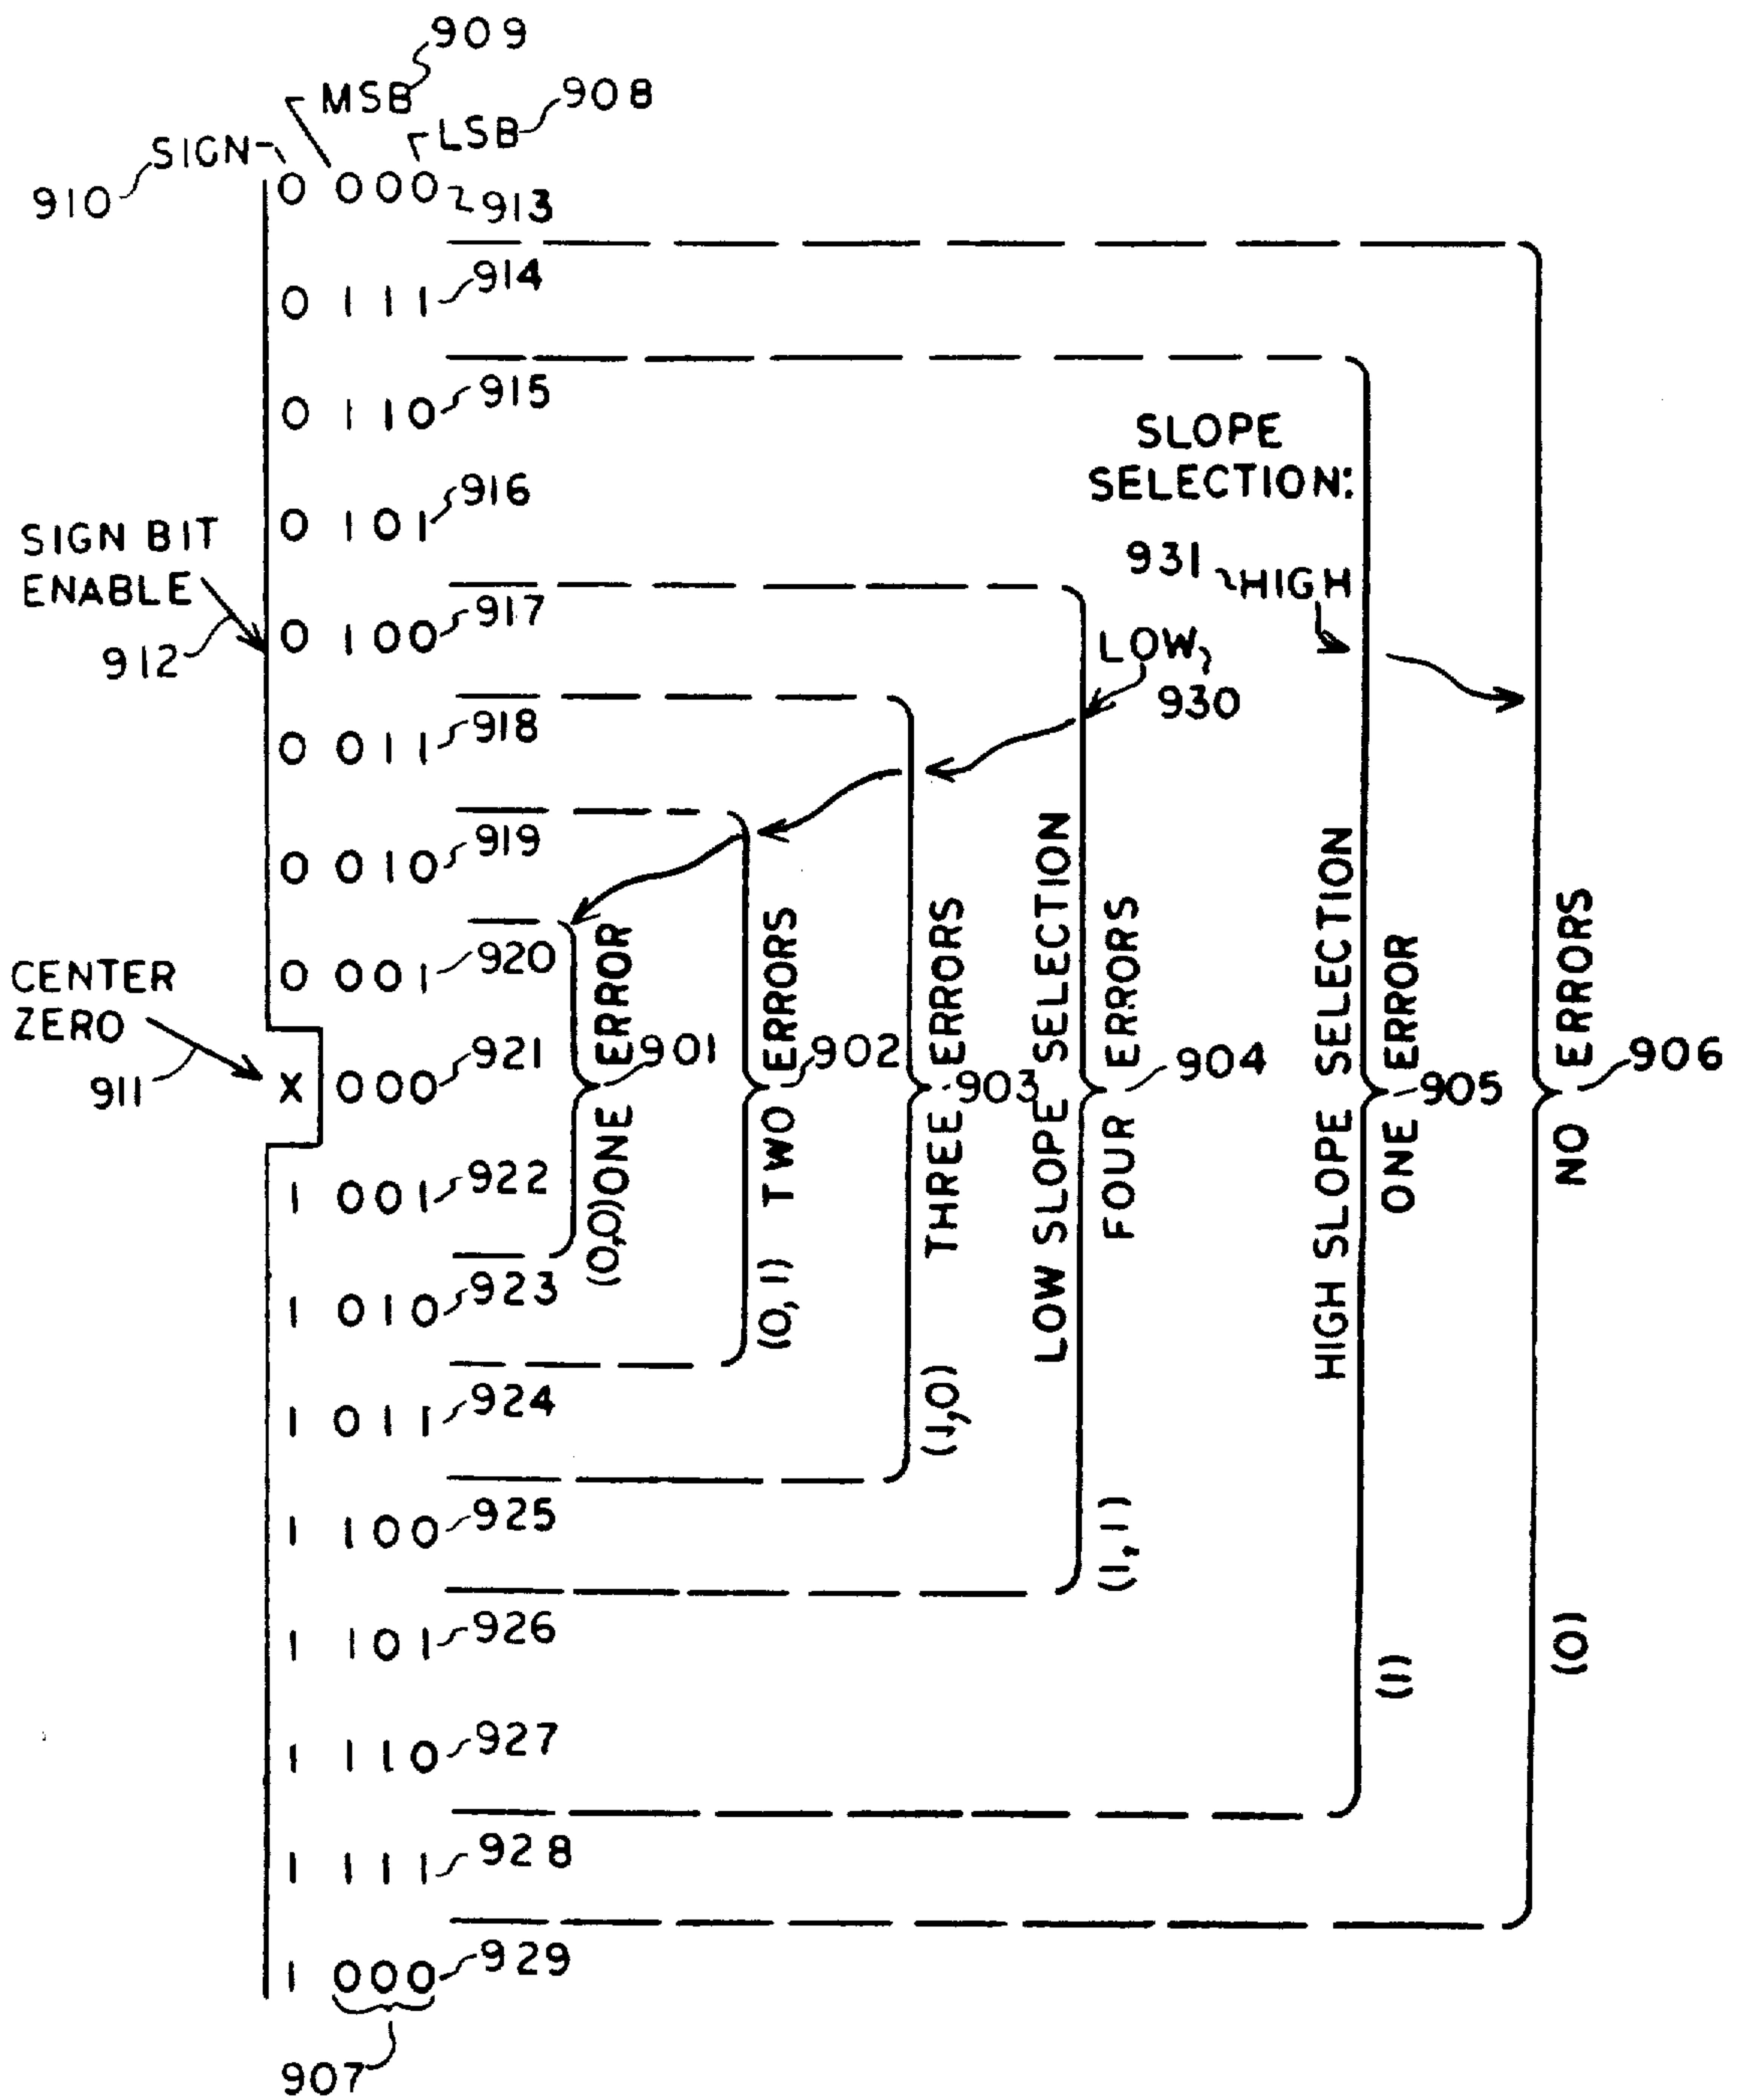 909
MSB
908
LSB
SIGN
910
0 000
913
0 111
914
0 110
915
SLOPE
SELECTION:
0 101
916
931
HIGH
SIGN BIT
ENABLE
912
0 100
917
LOW
930
0 011
918
0 010
919
0 001
920
CENTER
ZERO
911
X 000
921
1 001
922
1 010
923
1 011
924
1 100
925
1 101
926
1 110
927
1 111
928
1 000
929
907
(0,0) ONE ERROR
901
(0,1) TWO ERRORS
902
(1,0) THREE ERRORS
903
LOW SLOPE SELECTION
(1,1) FOUR ERRORS
904
HIGH SLOPE SELECTION
(1) ONE ERROR
905
(0) NO ERRORS
906